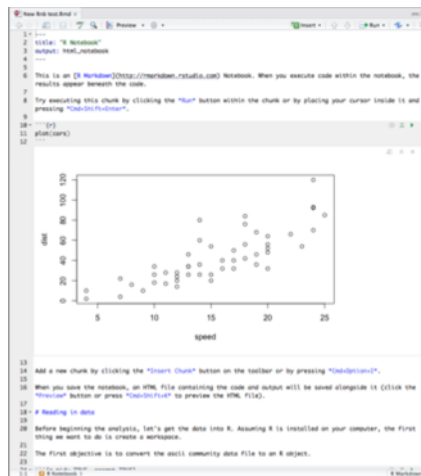 New Rnb test.Rmd
Preview
Insert
Run
1 ---
2 title: "R Notebook"
3 output: html_notebook
4 ---
5
6 This is an [R Markdown](http://rmarkdown.rstudio.com) Notebook. When you execute code within the notebook, the
results appear beneath the code.
7
8 Try executing this chunk by clicking the *Run* button within the chunk or by placing your cursor inside it and
pressing *Cmd+Shift+Enter*.
9
10 ```{r}
11 plot(cars)
12 ```
120
100
80
60
40
20
0
dist
5 10 15 20 25
speed
13
14 Add a new chunk by clicking the *Insert Chunk* button on the toolbar or by pressing *Cmd+Option+I*.
15
16 When you save the notebook, an HTML file containing the code and output will be saved alongside it (click the
*Preview* button or press *Cmd+Shift+K* to preview the HTML file).
17
18 # Reading in data
19
20 Before beginning the analysis, let's get the data into R. Assuming R is installed on your computer, the first
thing we want to do is create a workspace.
21
22 The first objective is to convert the ascii community data file to an R object.
23
1:1 R Notebook
R Markdown